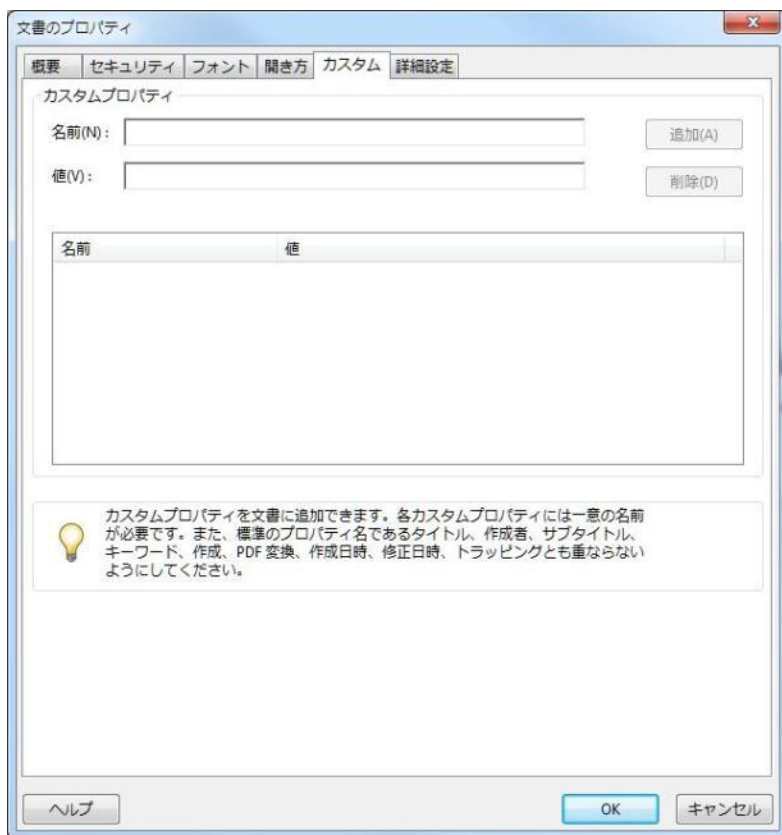 文書のプロパティ
概要 セキュリティ フォント 開き方 カスタム 詳細設定
カスタムプロパティ
名前(N): 追加(A)
値(V): 削除(D)
名前 値
カスタムプロパティを文書に追加できます。各カスタムプロパティには一意の名前
が必要です。また、標準のプロパティ名であるタイトル、作成者、サブタイトル、
キーワード、作成、PDF 変換、作成日時、修正日時、トラッピングとも重ならない
ようにしてください。
ヘルプ OK キャンセル